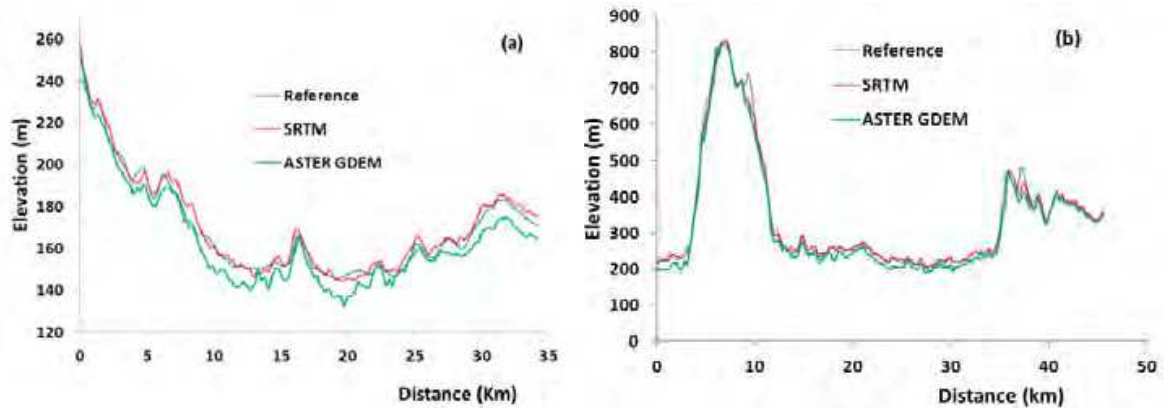 (a)
260
240
220
200
180
160
140
120
Elevation (m)
Reference
SRTM
ASTER GDEM
0 5 10 15 20 25 30 35
Distance (Km)
(b)
900
800
700
600
500
400
300
200
100
0
Elevation (m)
Reference
SRTM
ASTER GDEM
0 10 20 30 40 50
Distance (km)